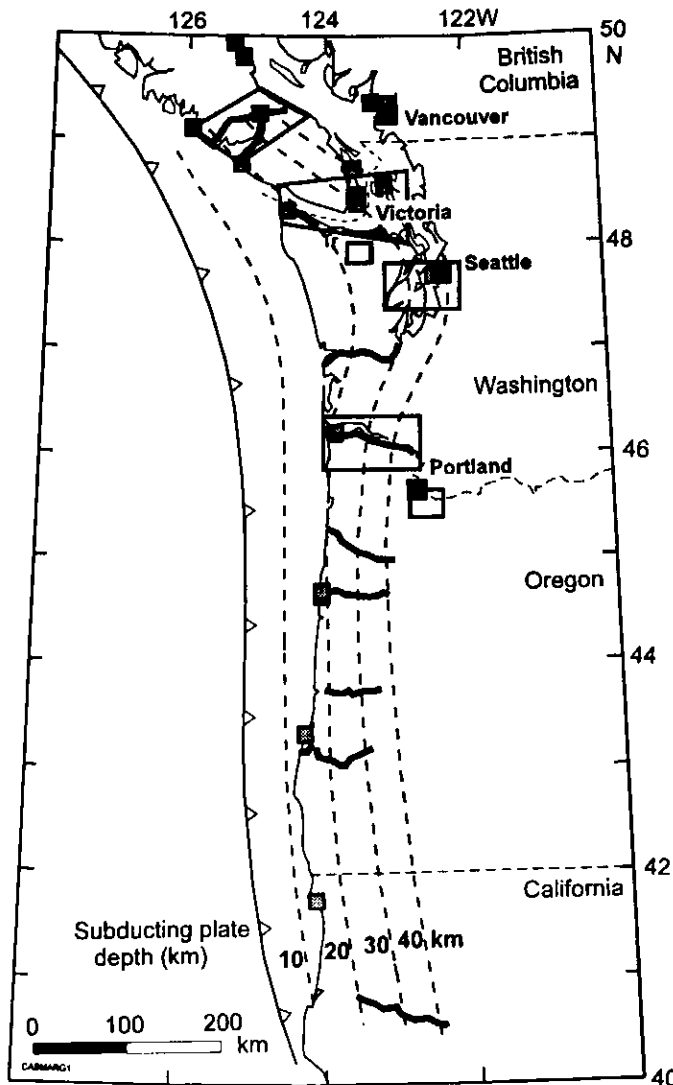 126 124 122W
50
N
British
Columbia
Vancouver
Victoria
48
Seattle
Washington
46
Portland
Oregon
44
42
California
Subducting plate
depth (km)
10 20 30 40 km
0 100 200
km
CASMARG1
40